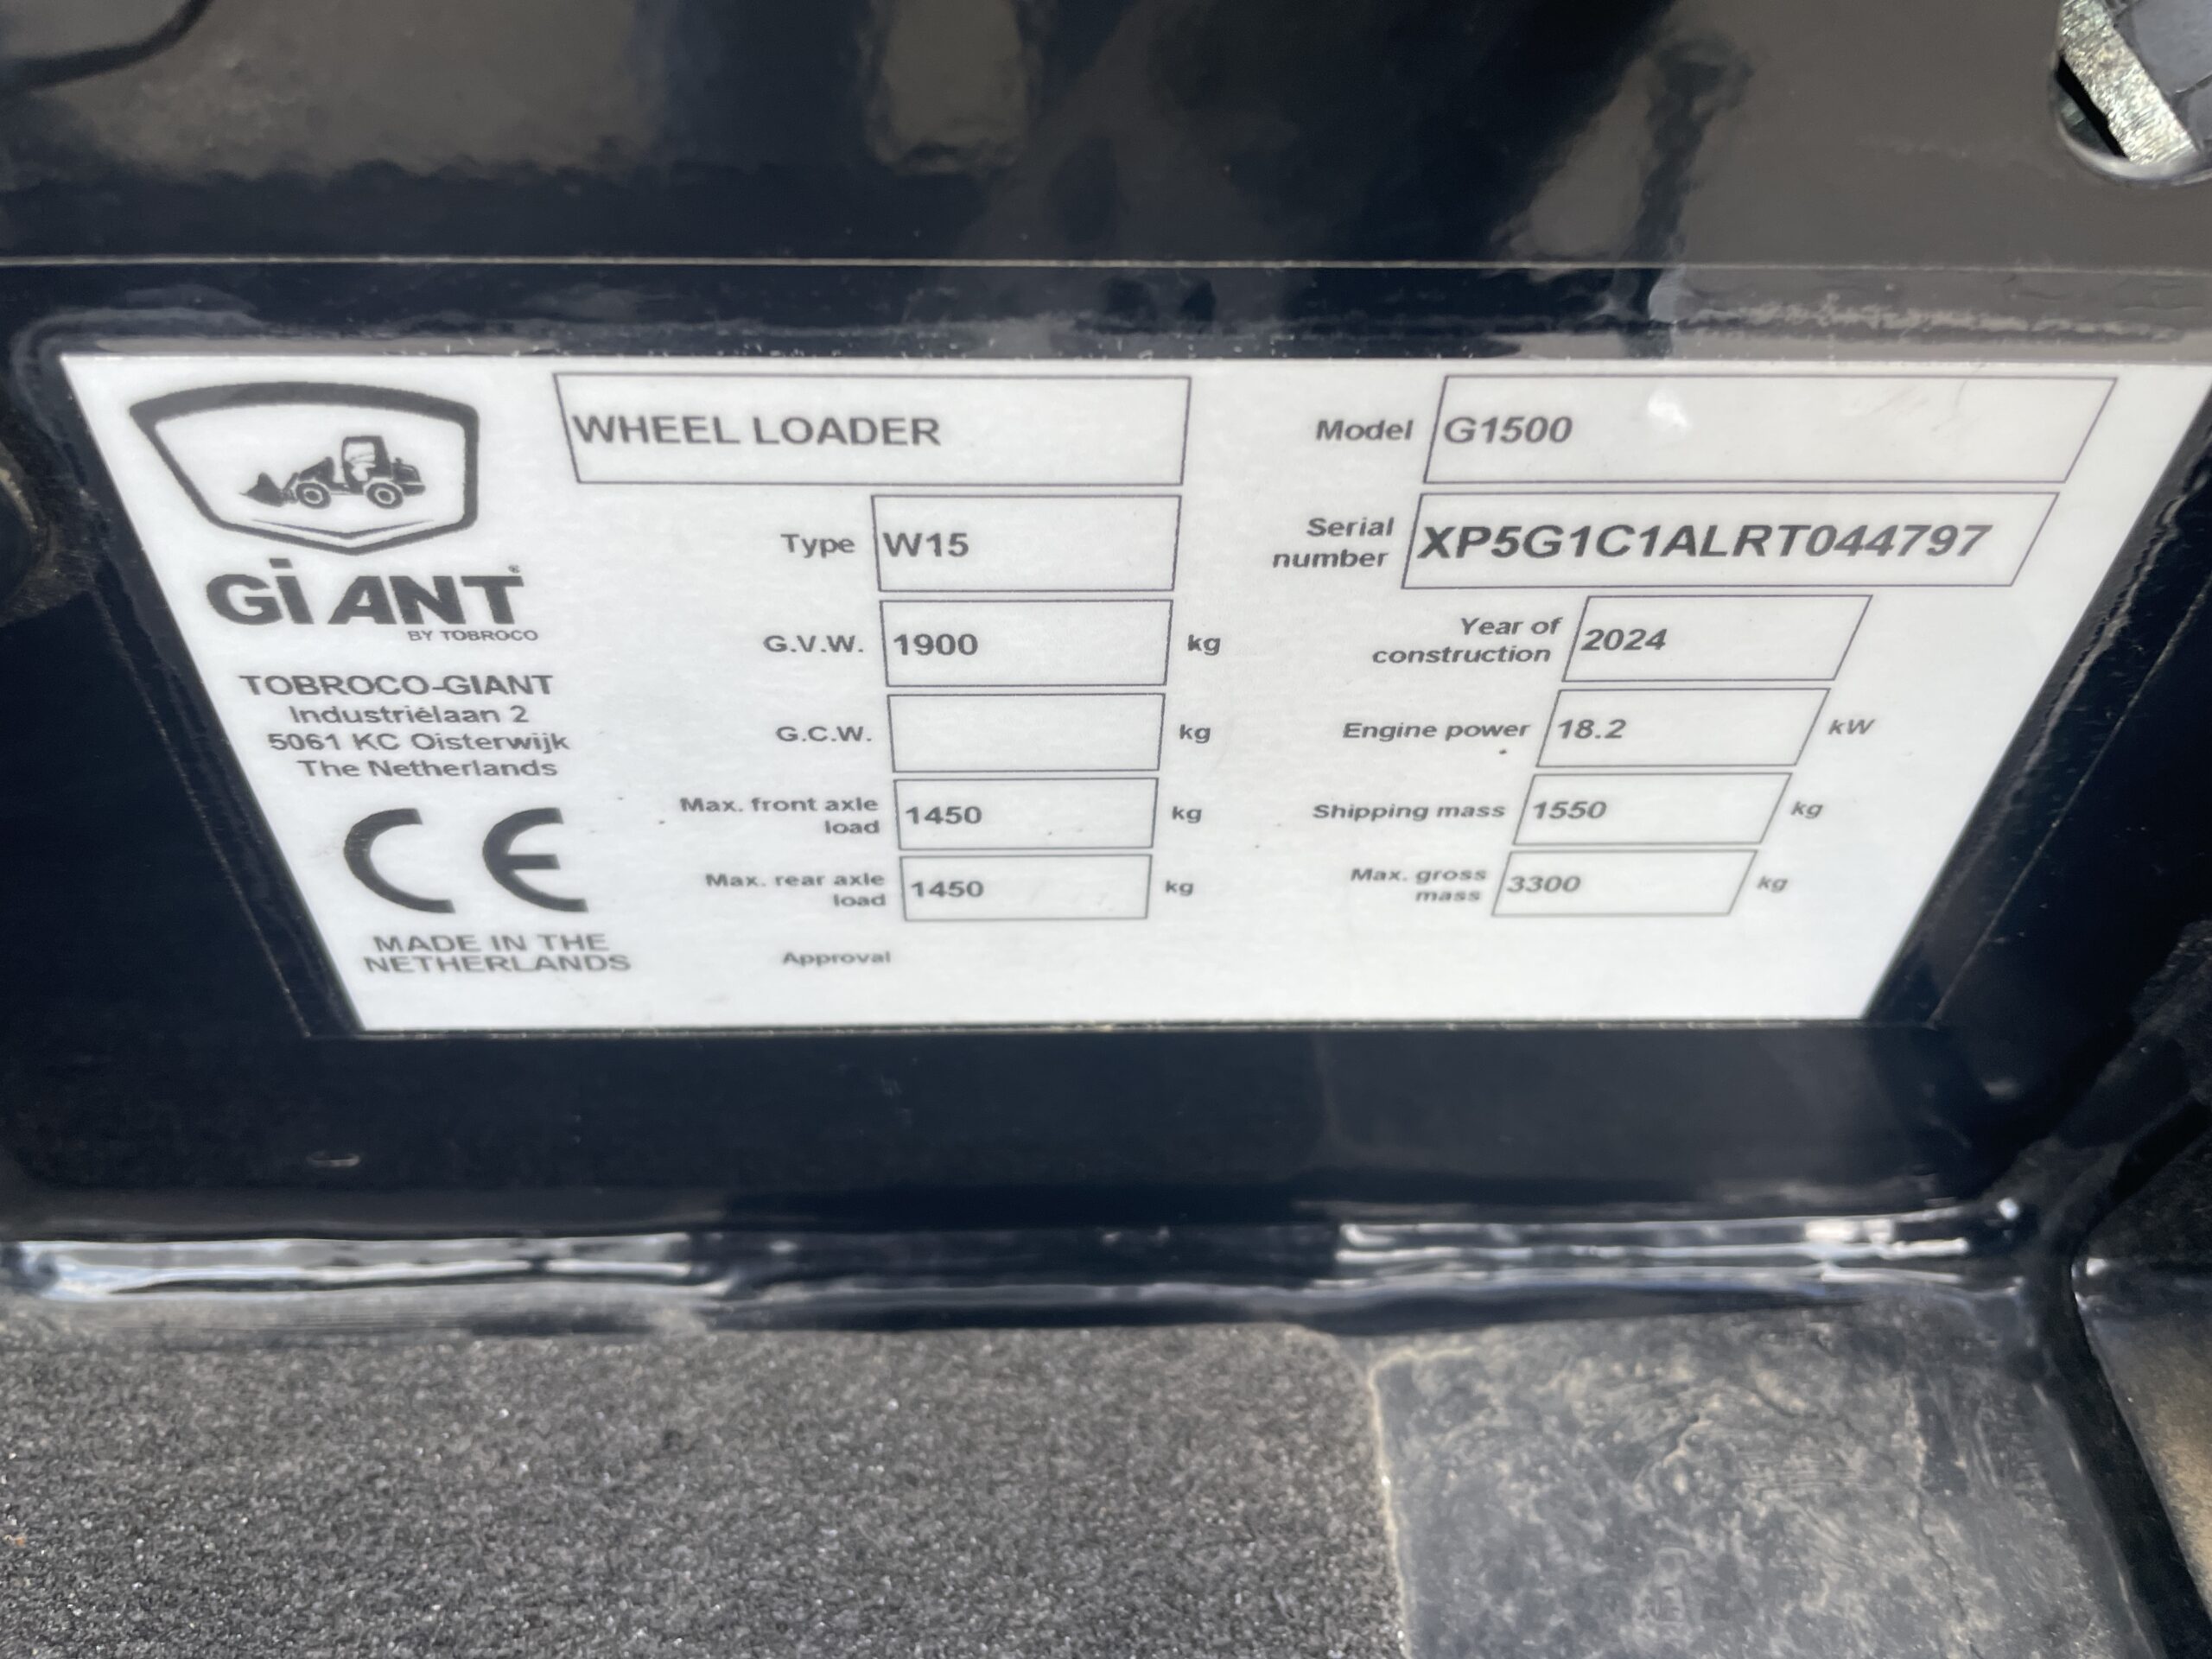 WHEEL LOADER
Model G1500
Type W15
Serial number XP5G1C1ALRT044797
G.V.W. 1900 kg
Year of construction 2024
G.C.W. kg
Engine power 18.2 kW
Max. front axle load 1450 kg
Shipping mass 1550 kg
Max. rear axle load 1450 kg
Max. gross mass 3300 kg
Approval
GiANT®
BY TOBROCO
TOBROCO-GIANT
Industriëlaan 2
5061 KC Oisterwijk
The Netherlands
CE
MADE IN THE
NETHERLANDS